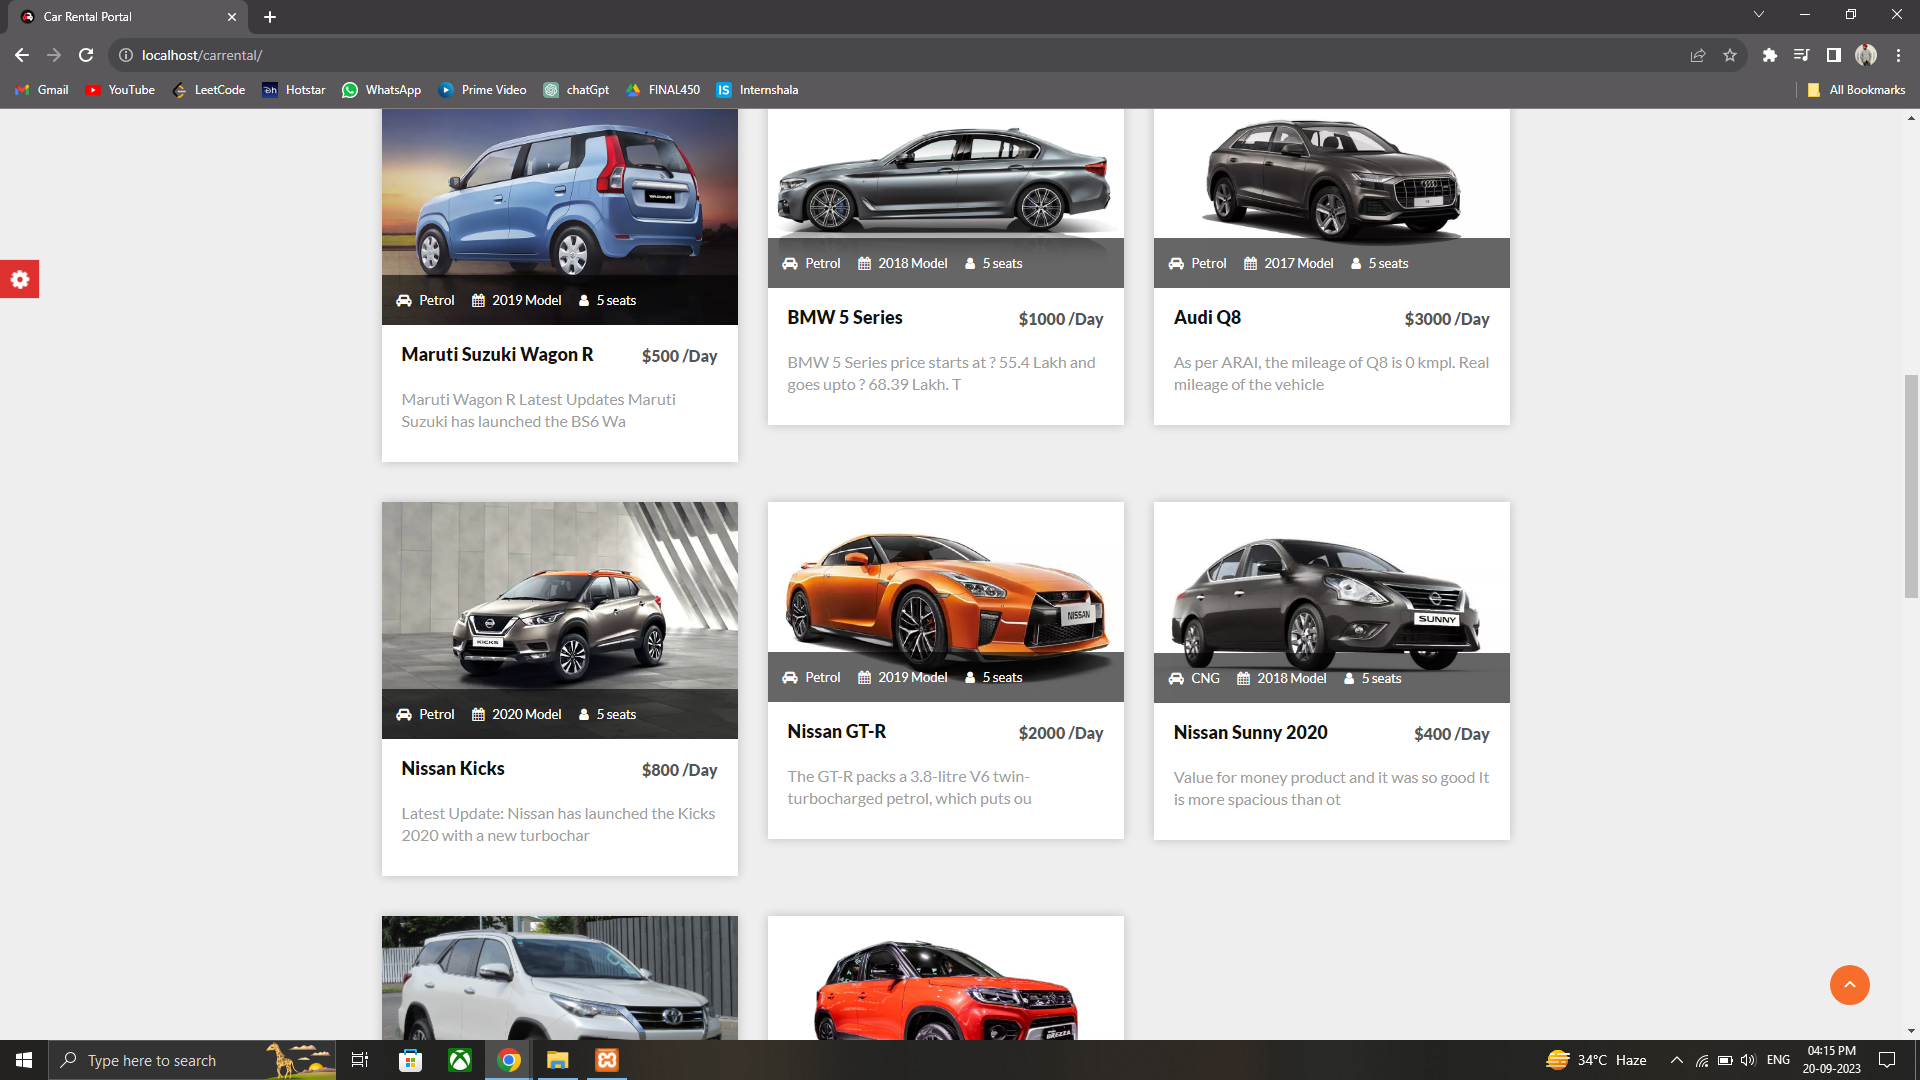 Car Rental Portal
localhost/carrental/
Gmail YouTube LeetCode Hotstar WhatsApp Prime Video chatGpt FINAL450 Internshala All Bookmarks
Petrol 2019 Model 5 seats
Maruti Suzuki Wagon R $500 /Day
Maruti Wagon R Latest Updates Maruti
Suzuki has launched the BS6 Wa
Petrol 2018 Model 5 seats
BMW 5 Series $1000 /Day
BMW 5 Series price starts at ? 55.4 Lakh and
goes upto ? 68.39 Lakh. T
Petrol 2017 Model 5 seats
Audi Q8 $3000 /Day
As per ARAI, the mileage of Q8 is 0 kmpl. Real
mileage of the vehicle
KICKS
Petrol 2020 Model 5 seats
Nissan Kicks $800 /Day
Latest Update: Nissan has launched the Kicks
2020 with a new turbochar
NISSAN
Petrol 2019 Model 5 seats
Nissan GT-R $2000 /Day
The GT-R packs a 3.8-litre V6 twin-
turbocharged petrol, which puts ou
SUNNY
CNG 2018 Model 5 seats
Nissan Sunny 2020 $400 /Day
Value for money product and it was so good It
is more spacious than ot
BREZZA
Type here to search
34°C Haze
ENG
04:15 PM
20-09-2023